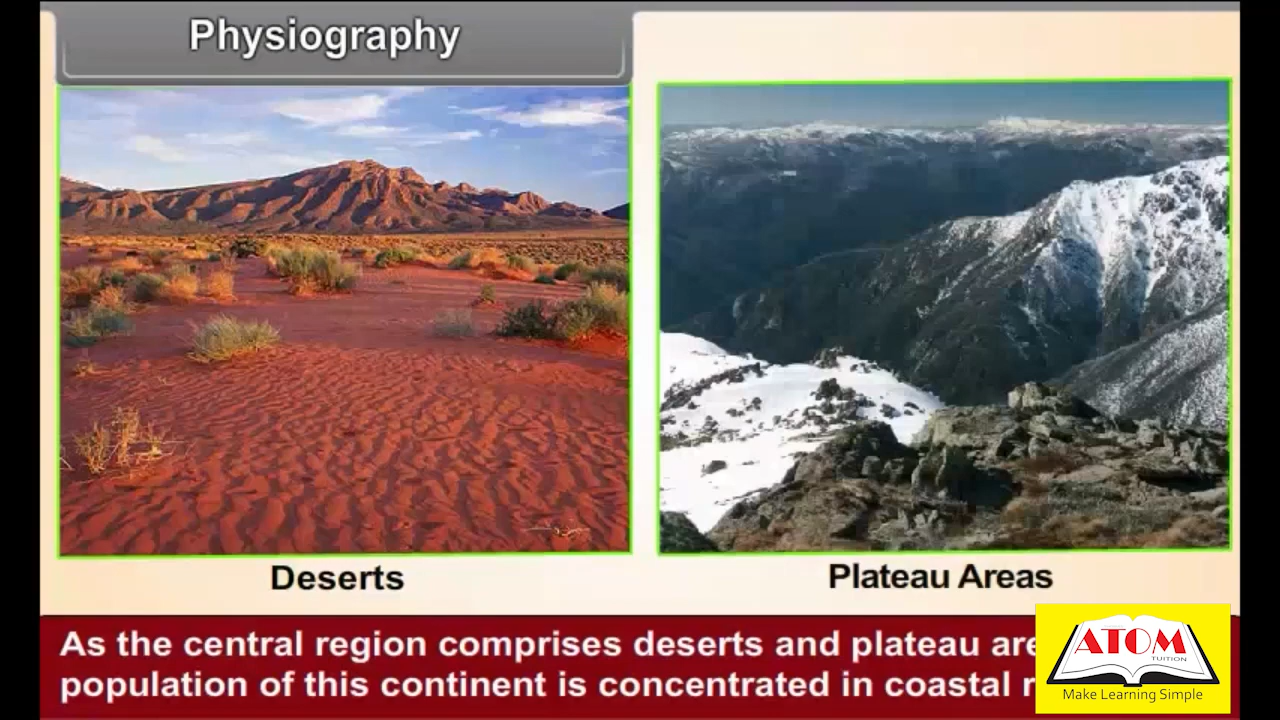 Physiography
Deserts
Plateau Areas
As the central region comprises deserts and plateau
population of this continent is concentrated in coastal
ATOM
TUITION
Make Learning Simple